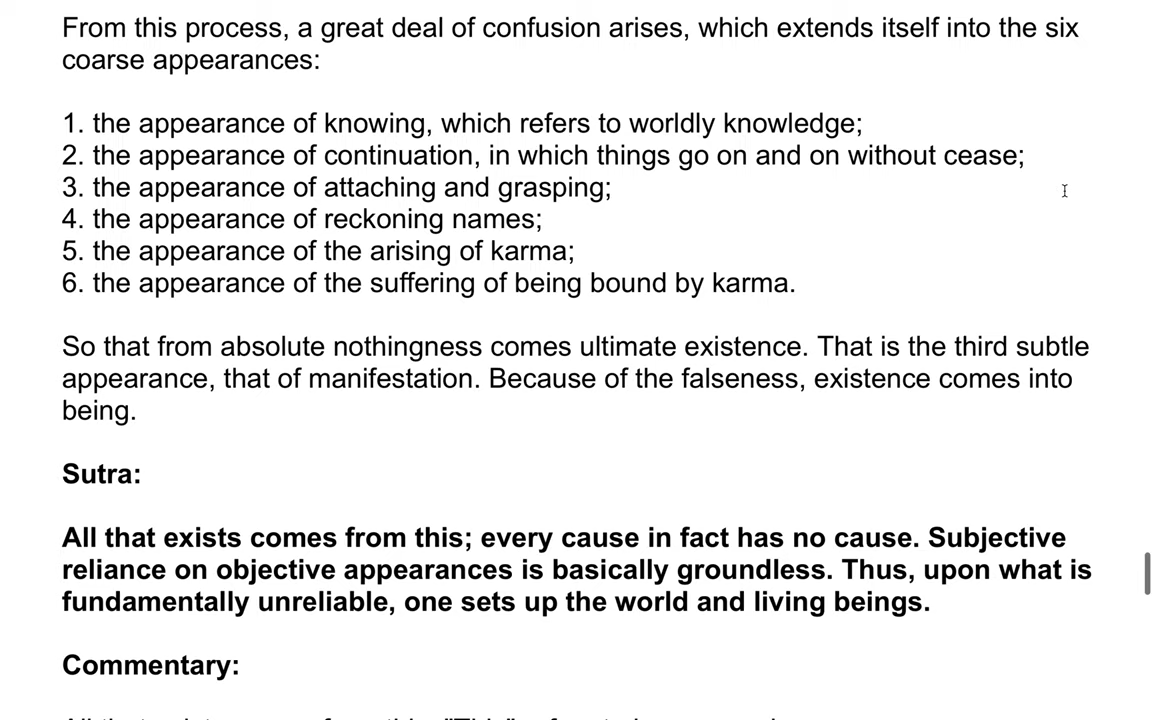 From this process, a great deal of confusion arises, which extends itself into the six
coarse appearances:
1. the appearance of knowing, which refers to worldly knowledge;
2. the appearance of continuation, in which things go on and on without cease;
3. the appearance of attaching and grasping;
4. the appearance of reckoning names;
5. the appearance of the arising of karma;
6. the appearance of the suffering of being bound by karma.
So that from absolute nothingness comes ultimate existence. That is the third subtle
appearance, that of manifestation. Because of the falseness, existence comes into
being.
Sutra:
All that exists comes from this; every cause in fact has no cause. Subjective
reliance on objective appearances is basically groundless. Thus, upon what is
fundamentally unreliable, one sets up the world and living beings.
Commentary: